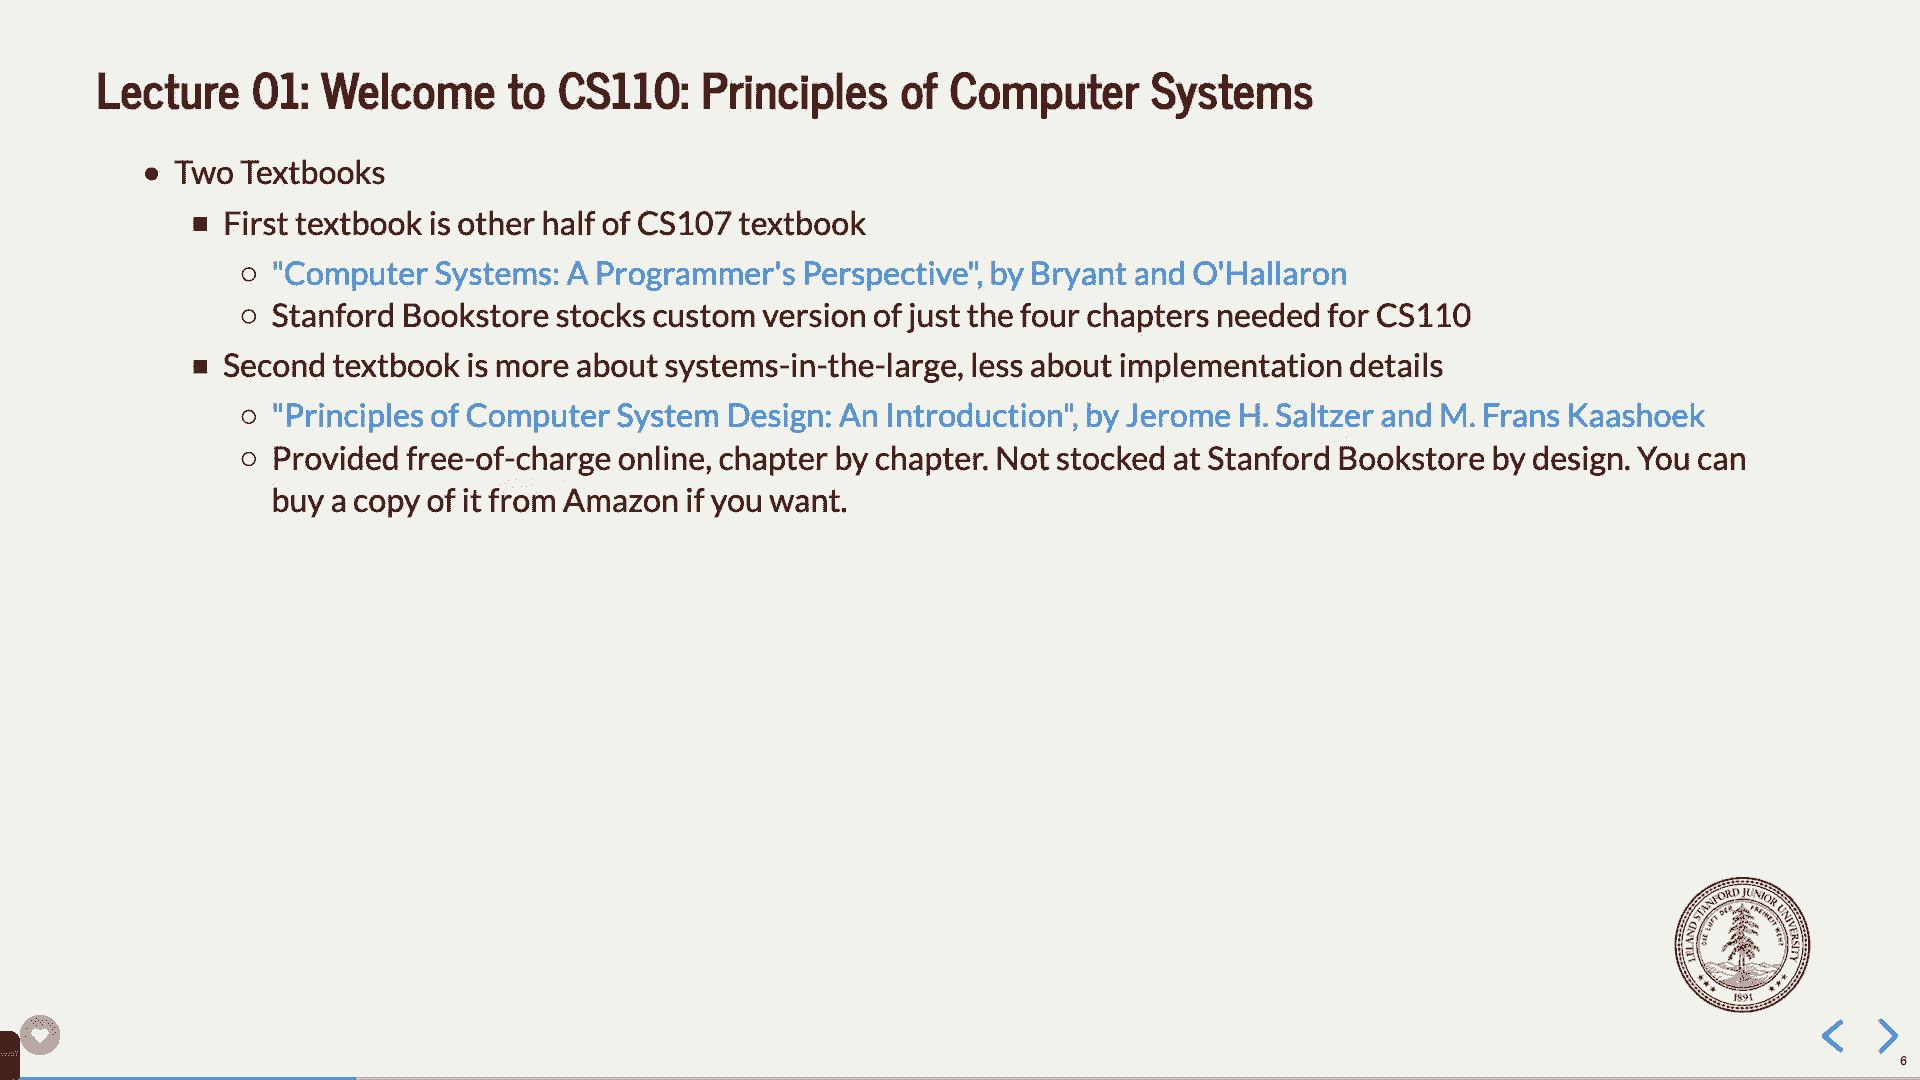 Lecture 01: Welcome to CS110: Principles of Computer Systems
Two Textbooks
First textbook is other half of CS107 textbook
"Computer Systems: A Programmer's Perspective", by Bryant and O'Hallaron
Stanford Bookstore stocks custom version of just the four chapters needed for CS110
Second textbook is more about systems-in-the-large, less about implementation details
"Principles of Computer System Design: An Introduction", by Jerome H. Saltzer and M. Frans Kaashoek
Provided free-of-charge online, chapter by chapter. Not stocked at Stanford Bookstore by design. You can
buy a copy of it from Amazon if you want.
LELAND STANFORD JUNIOR UNIVERSITY
DIE LUFT DER FREIHEIT WEHT
1891
6